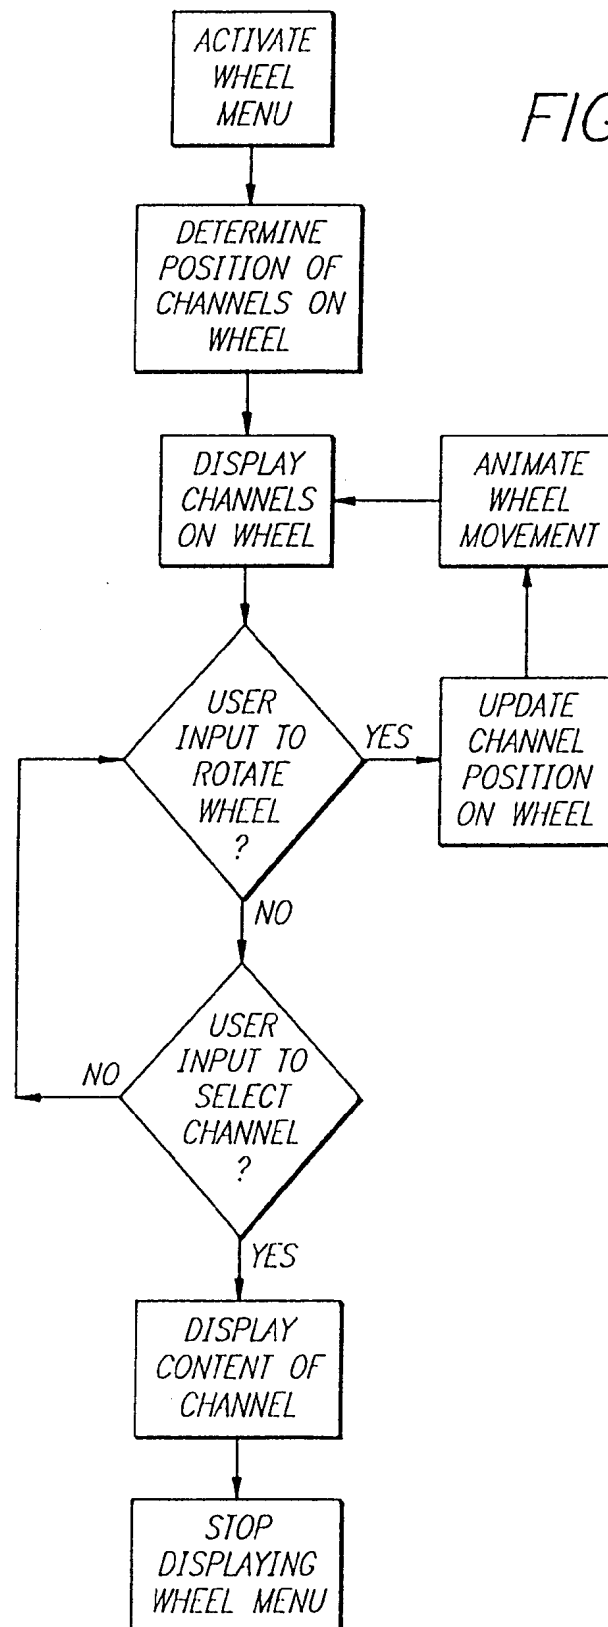 ACTIVATE
WHEEL
MENU
FIG
DETERMINE
POSITION OF
CHANNELS ON
WHEEL
DISPLAY
CHANNELS
ON WHEEL
ANIMATE
WHEEL
MOVEMENT
USER
INPUT TO
ROTATE
WHEEL
?
YES
UPDATE
CHANNEL
POSITION
ON WHEEL
NO
USER
INPUT TO
SELECT
CHANNEL
?
NO
YES
DISPLAY
CONTENT OF
CHANNEL
STOP
DISPLAYING
WHEEL MENU